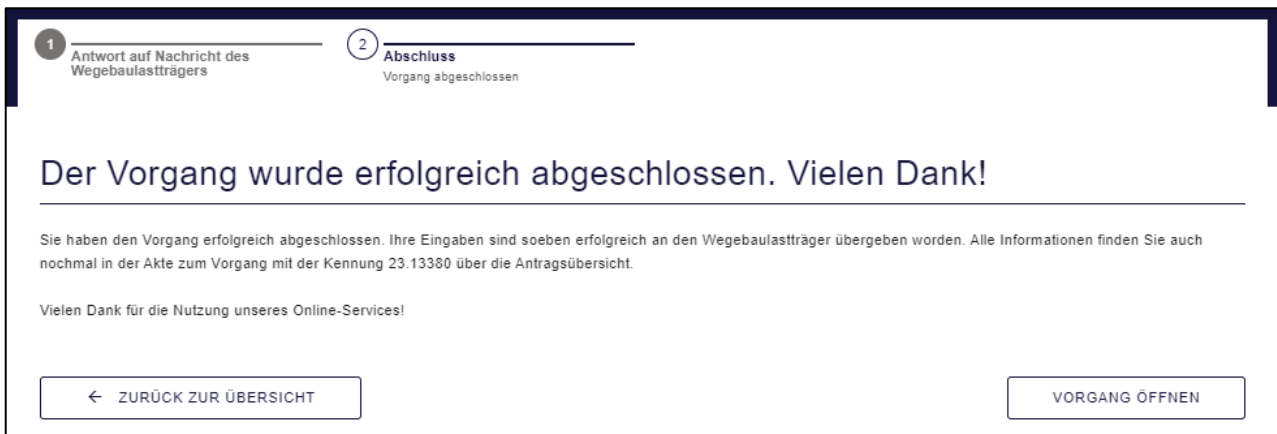 1
Antwort auf Nachricht des
Wegebaulastträgers
2
Abschluss
Vorgang abgeschlossen
Der Vorgang wurde erfolgreich abgeschlossen. Vielen Dank!
Sie haben den Vorgang erfolgreich abgeschlossen. Ihre Eingaben sind soeben erfolgreich an den Wegebaulastträger übergeben worden. Alle Informationen finden Sie auch
nochmal in der Akte zum Vorgang mit der Kennung 23.13380 über die Antragsübersicht.
Vielen Dank für die Nutzung unseres Online-Services!
← ZURÜCK ZUR ÜBERSICHT
VORGANG ÖFFNEN